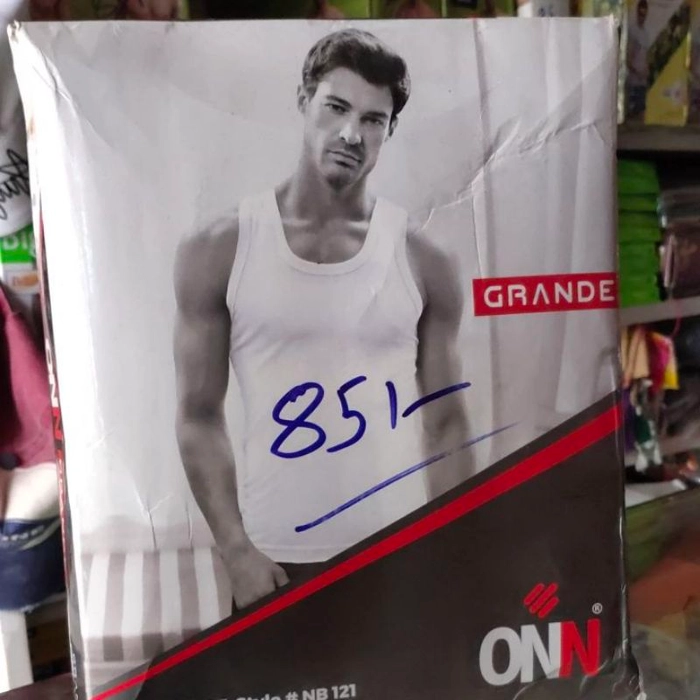 GRANDE
85/-
ONN®
Style # NB 121